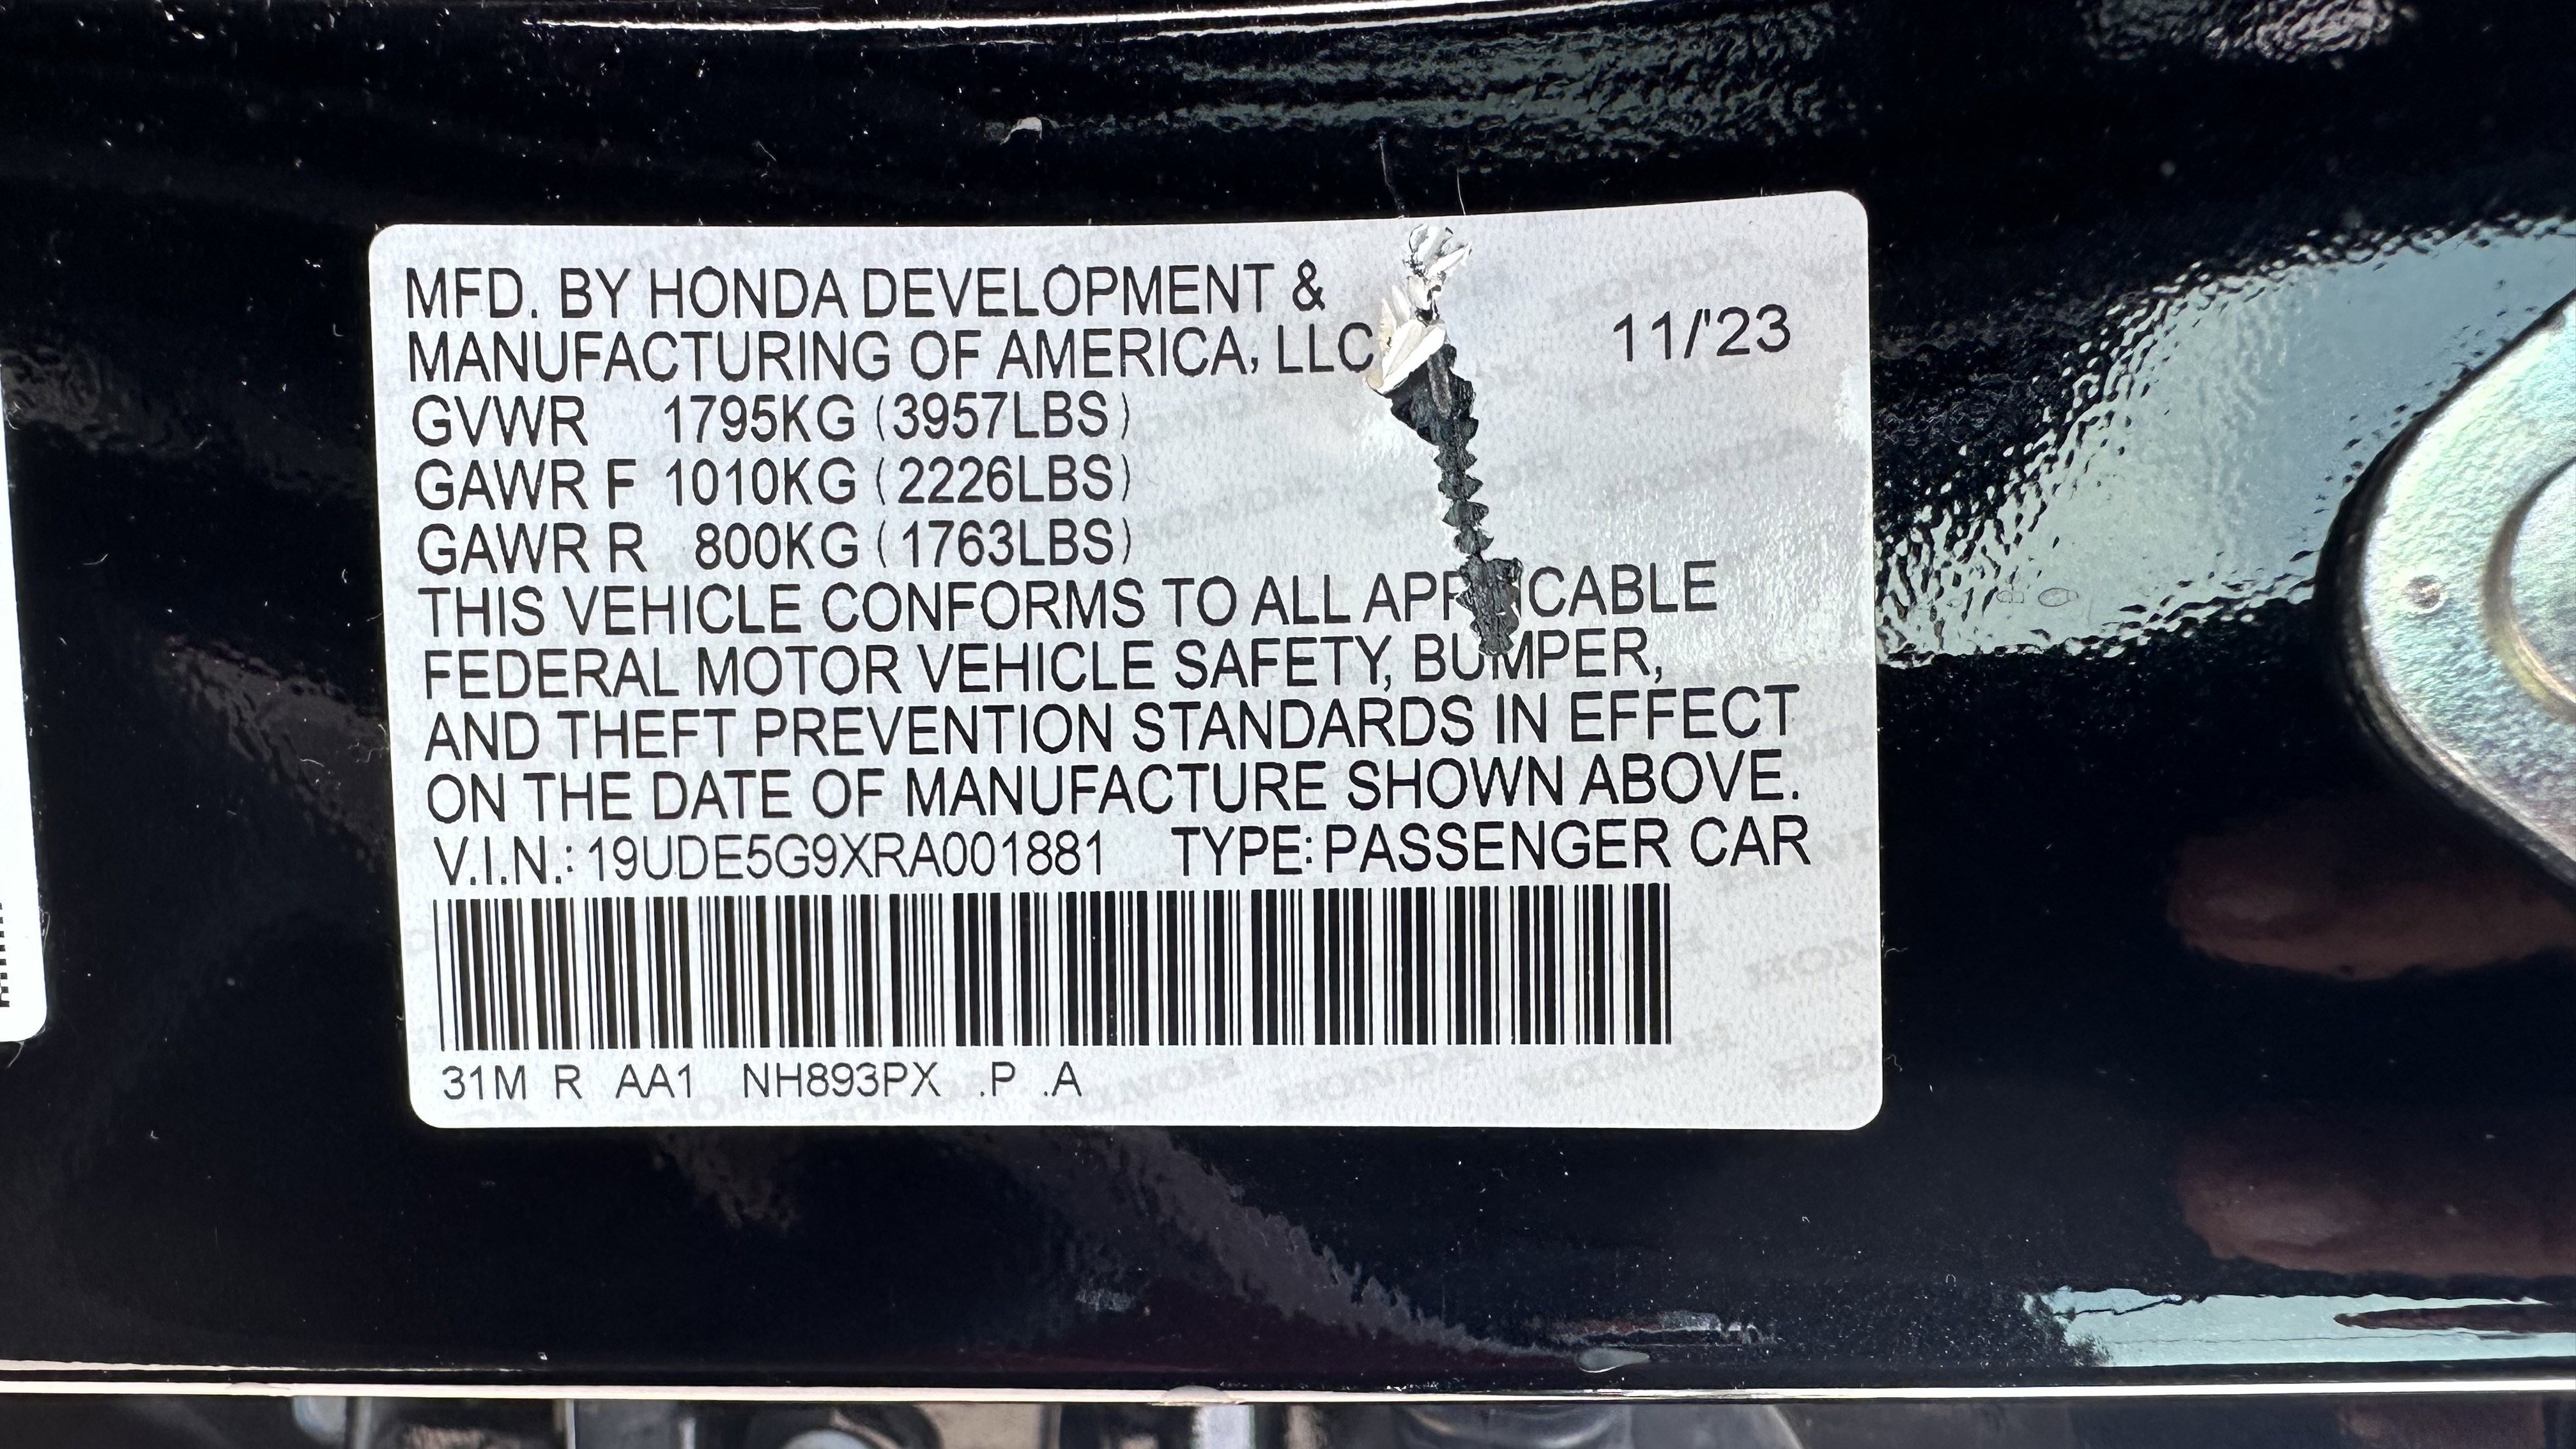 MFD. BY HONDA DEVELOPMENT &
MANUFACTURING OF AMERICA, LLC
11/'23
GVWR 1795KG (3957LBS)
GAWR F 1010KG (2226LBS)
GAWR R 800KG (1763LBS)
THIS VEHICLE CONFORMS TO ALL
FEDERAL MOTOR VEHICLE SAFETY, BUMPER,
AND THEFT PREVENTION STANDARDS IN EFFECT
ON THE DATE OF MANUFACTURE SHOWN ABOVE.
V.I.N.: 19UDE5G9XRA001881 TYPE: PASSENGER CAR
31M R AA1 NH893PX .P .A